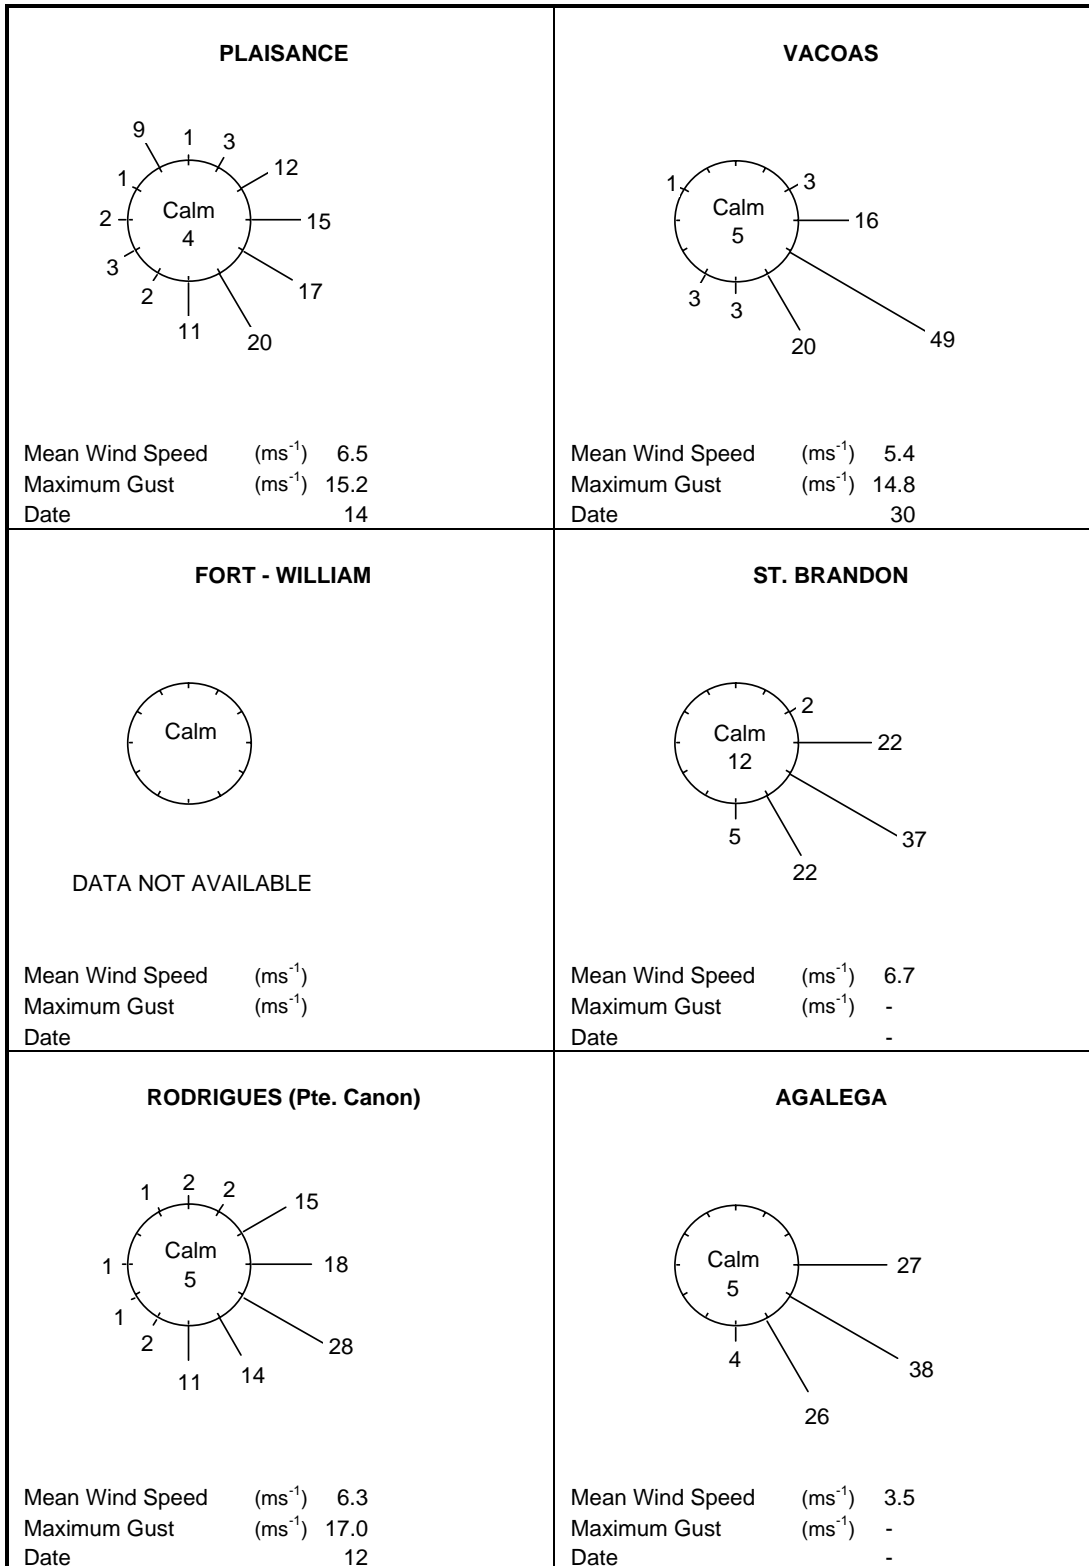 PLAISANCE
9 1 3
12
1
Calm
2 15
4
3
17
2
11
20
Mean Wind Speed (ms-1) 6.5
Maximum Gust (ms-1) 15.2
Date 14
VACOAS
1 3
Calm
16
5
3
3
20 49
Mean Wind Speed (ms-1) 5.4
Maximum Gust (ms-1) 14.8
Date 30
FORT - WILLIAM
Calm
DATA NOT AVAILABLE
Mean Wind Speed (ms-1)
Maximum Gust (ms-1)
Date
ST. BRANDON
2
Calm 22
12
5 37
22
Mean Wind Speed (ms-1) 6.7
Maximum Gust (ms-1) -
Date -
RODRIGUES (Pte. Canon)
1 2 2
15
Calm
1 18
5
1
2 28
11 14
Mean Wind Speed (ms-1) 6.3
Maximum Gust (ms-1) 17.0
Date 12
AGALEGA
Calm 27
5
4 38
26
Mean Wind Speed (ms-1) 3.5
Maximum Gust (ms-1) -
Date -